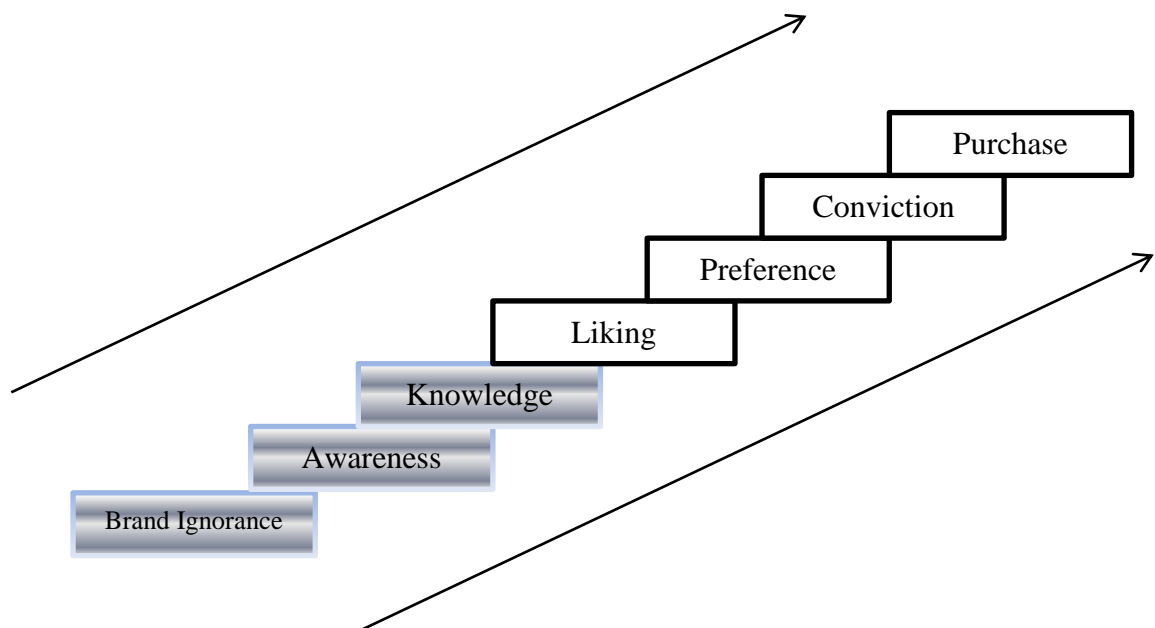 Purchase
Conviction
Preference
Liking
Knowledge
Awareness
Brand Ignorance